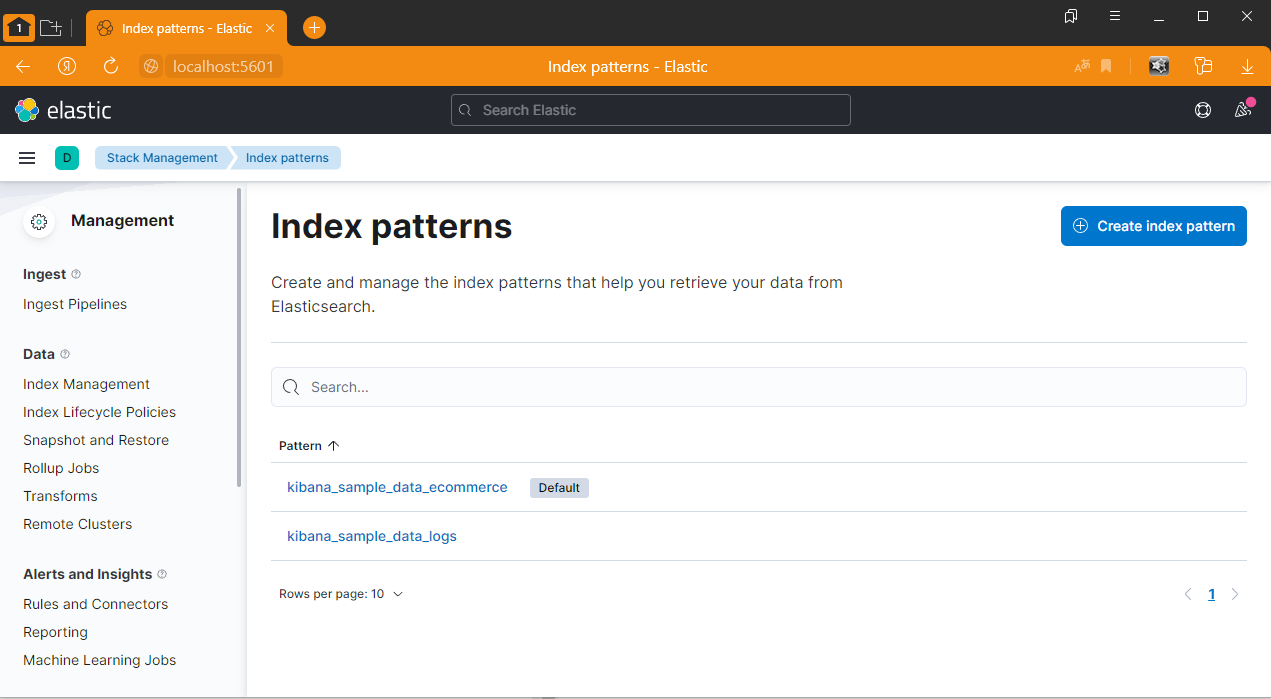 1
Index patterns - Elastic
Я
localhost:5601
Index patterns - Elastic
elastic
Search Elastic
D
Stack Management
Index patterns
Management
Ingest
Ingest Pipelines
Data
Index Management
Index Lifecycle Policies
Snapshot and Restore
Rollup Jobs
Transforms
Remote Clusters
Alerts and Insights
Rules and Connectors
Reporting
Machine Learning Jobs
Index patterns
Create index pattern
Create and manage the index patterns that help you retrieve your data from
Elasticsearch.
Search...
Pattern
kibana_sample_data_ecommerce Default
kibana_sample_data_logs
Rows per page: 10
1